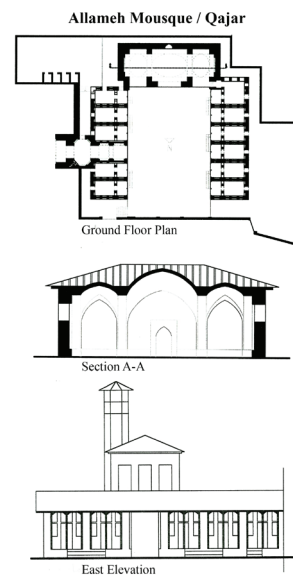 Allameh Mousque / Qajar
Ground Floor Plan
Section A-A
East Elevation